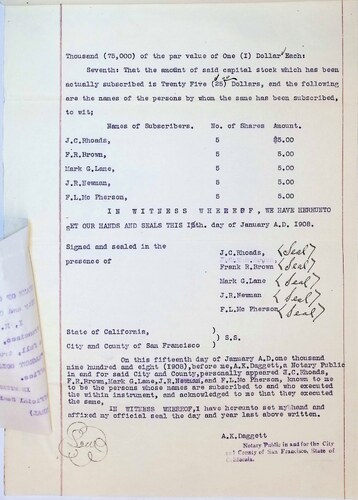 Thousand (75,000) of the par value of One (I) Dollar Each:
Seventh: That the amount of said capital stock which has been
actually subscribed is Twenty Five (25) Dollars, and the following
are the names of the persons by whom the same has been subscribed,
to wit;
Names of Subscribers. No. of Shares Amount.
J.C.Rhoads, 5 $5.00
F.R.Brown, 5 5.00
Mark G.Lane, 5 5.00
J.R.Newman, 5 5.00
F.L.Mc Pherson, 5 5.00
IN WITNESS WHEREOF, WE HAVE HERUNTO
SET OUR HANDS AND SEALS THIS 15th. day of January A.D. 1908.
Signed and sealed in the
presence of
J.C.Rhoads, (Seal)
Frank R.Brown (Seal)
Mark G.Lane (Seal)
J.R.Newman (Seal)
F.L.Mc Pherson (Seal)
State of California, )
) S.S.
City and County of San Francisco )
On this fifteenth day of January A.D.one thousand
nine hundred and eight (1908),before me,A.K.Daggett, a Notary Public
in and for said City and County,personally appeared J.C.Rhoads,
F.R.Brown,Mark G.Lane,J.R.Newman,and F.L.Mc Pherson, known to me
to be the persons whose names are subscribed to and who executed the
the within instrument, and acknowledged to me that they executed
the same,
IN WITNESS WHEREOF,I have hereunto set my hand and
affixed my official seal the day and year last above written.
Seal
A.K.Daggett
Notary Public in and for the City
and County of San Francisco, State of
California.